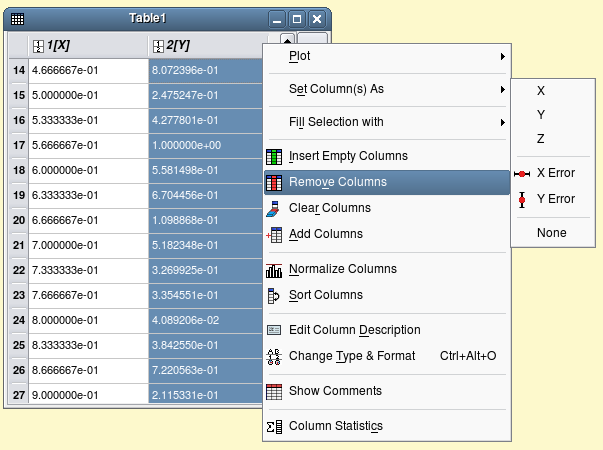 Table1
1[X] 2[Y]
14 4.666667e-01 8.072396e-01
15 5.000000e-01 2.475247e-01
16 5.333333e-01 4.277801e-01
17 5.666667e-01 1.000000e+00
18 6.000000e-01 5.581498e-01
19 6.333333e-01 6.704456e-01
20 6.666667e-01 1.098868e-01
21 7.000000e-01 5.182348e-01
22 7.333333e-01 3.269925e-01
23 7.666667e-01 3.354551e-01
24 8.000000e-01 4.089206e-02
25 8.333333e-01 3.842550e-01
26 8.666667e-01 7.220563e-01
27 9.000000e-01 2.115331e-01
Plot
Set Column(s) As
Fill Selection with
Insert Empty Columns
Remove Columns
Clear Columns
Add Columns
Normalize Columns
Sort Columns
Edit Column Description
Change Type & Format Ctrl+Alt+O
Show Comments
Column Statistics
X
Y
Z
X Error
Y Error
None